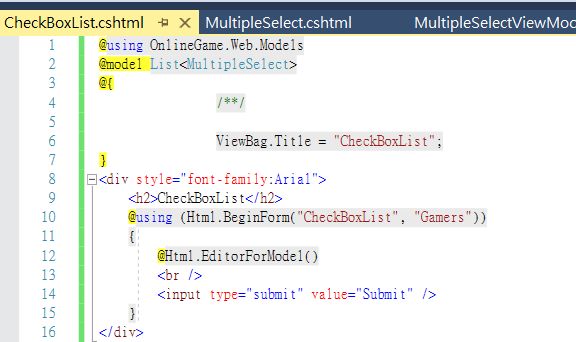 CheckBoxList.cshtml MultipleSelect.cshtml MultipleSelectViewMod
1 @using OnlineGame.Web.Models
2 @model List<MultipleSelect>
3 @{
4 /**/
5
6 ViewBag.Title = "CheckBoxList";
7 }
8 <div style="font-family:Arial">
9 <h2>CheckBoxList</h2>
10 @using (Html.BeginForm("CheckBoxList", "Gamers"))
11 {
12 @Html.EditorForModel()
13 <br />
14 <input type="submit" value="Submit" />
15 }
16 </div>